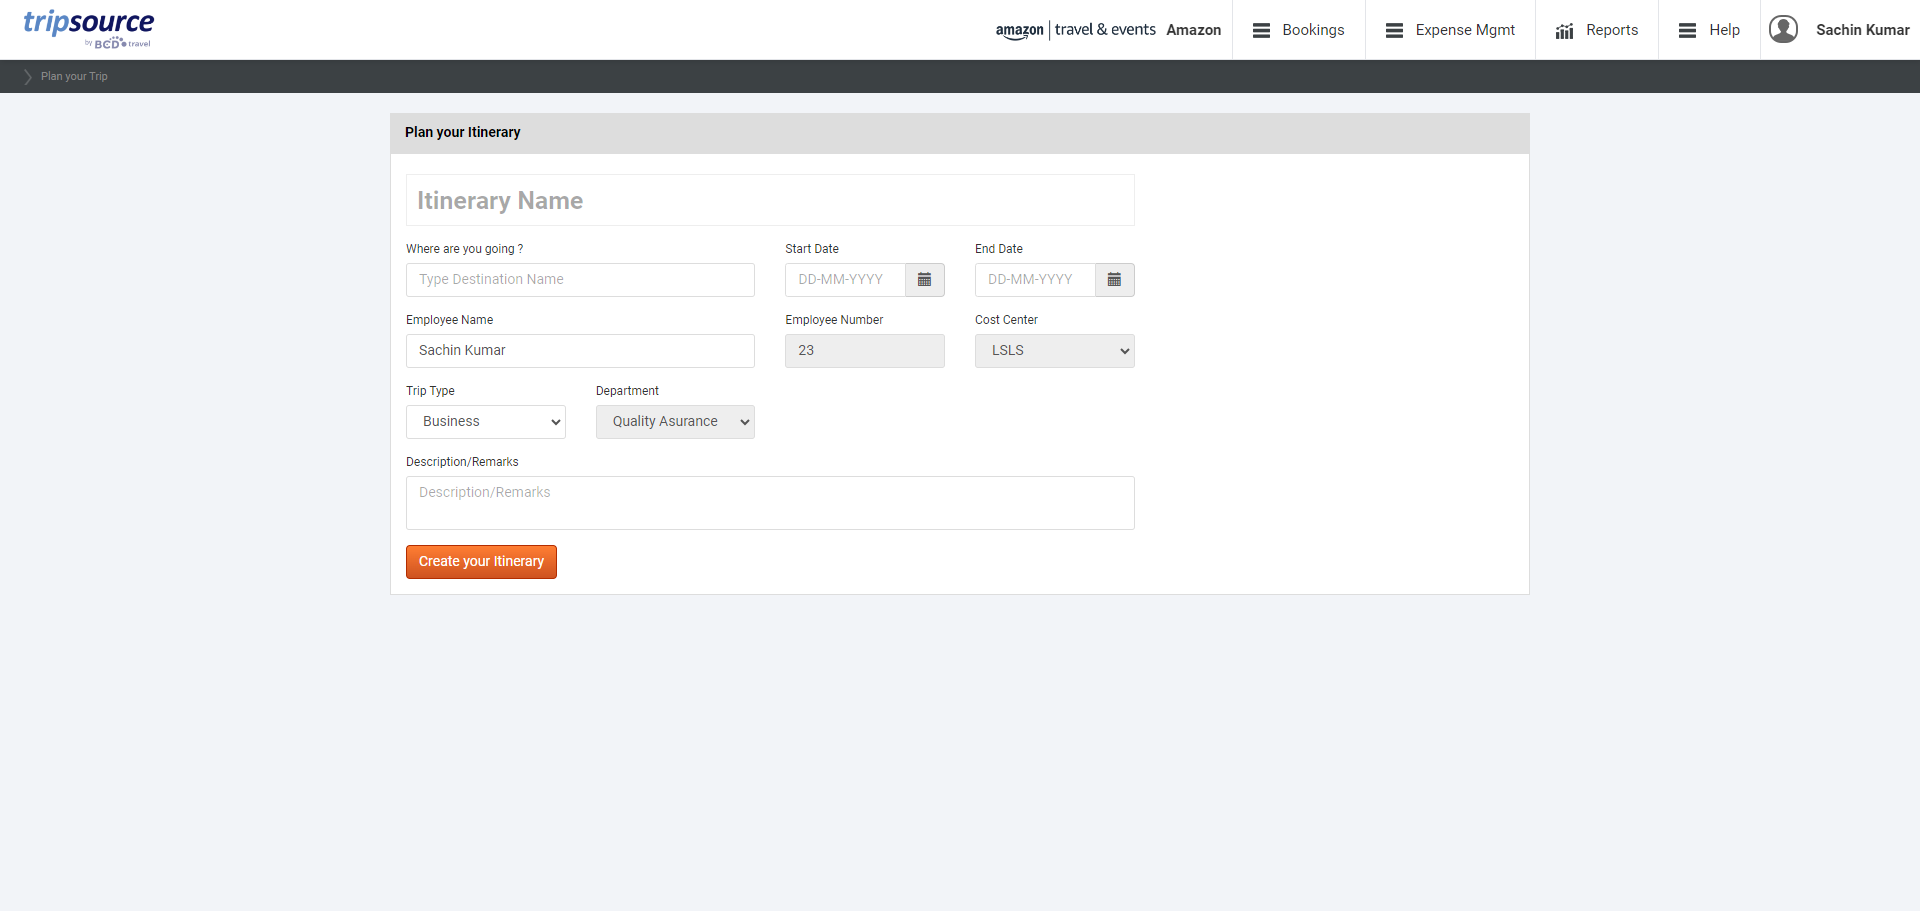 tripsource
by BCD travel
amazon | travel & events Amazon
Bookings
Expense Mgmt
Reports
Help
Sachin Kumar
Plan your Trip
Plan your Itinerary
Itinerary Name
Where are you going ?
Start Date
End Date
Type Destination Name
DD-MM-YYYY
DD-MM-YYYY
Employee Name
Employee Number
Cost Center
Sachin Kumar
23
LSLS
Trip Type
Department
Business
Quality Asurance
Description/Remarks
Description/Remarks
Create your Itinerary